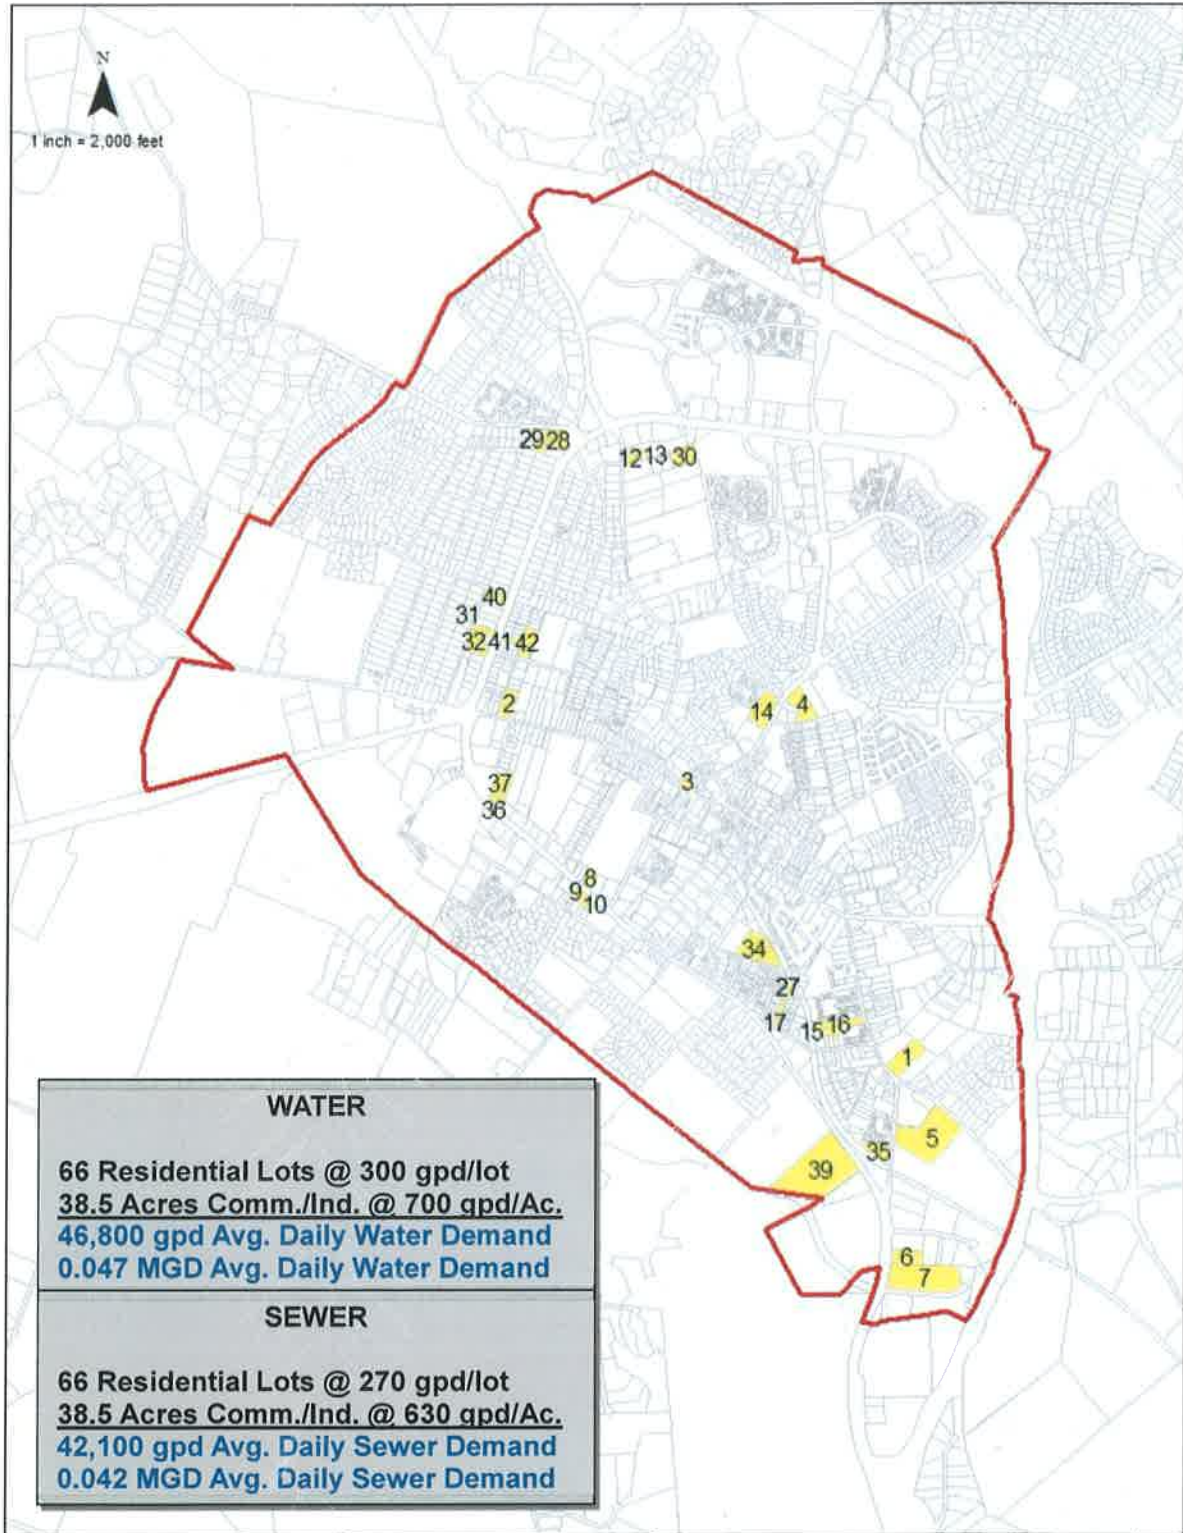 N
1 inch = 2,000 feet
29 28
12 13 30
40
31
32 41 42
2
14 4
3
37
36
8
9
10
34
27
17 15 16
1
5
35
39
6
7
WATER
66 Residential Lots @ 300 gpd/lot
38.5 Acres Comm./Ind. @ 700 gpd/Ac.
46,800 gpd Avg. Daily Water Demand
0.047 MGD Avg. Daily Water Demand
SEWER
66 Residential Lots @ 270 gpd/lot
38.5 Acres Comm./Ind. @ 630 gpd/Ac.
42,100 gpd Avg. Daily Sewer Demand
0.042 MGD Avg. Daily Sewer Demand